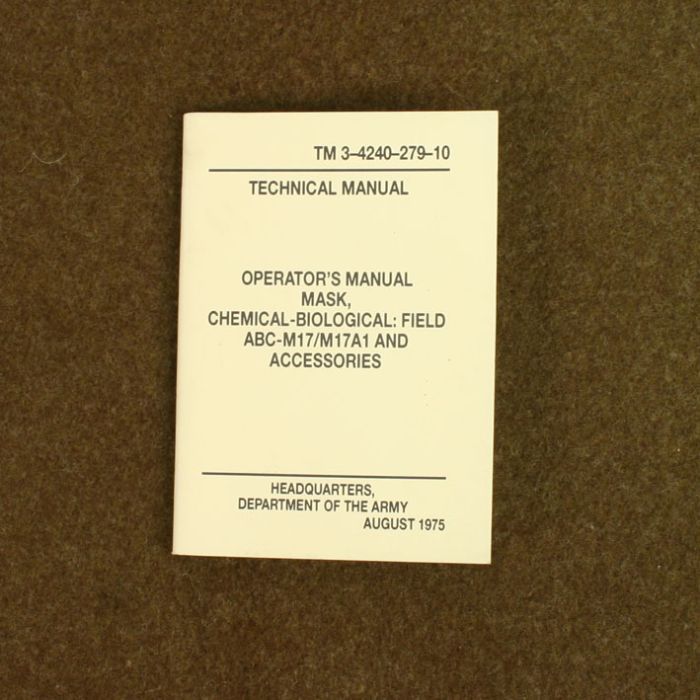 TM 3-4240-279-10
TECHNICAL MANUAL
OPERATOR'S MANUAL
MASK,
CHEMICAL-BIOLOGICAL: FIELD
ABC-M17/M17A1 AND
ACCESSORIES
HEADQUARTERS,
DEPARTMENT OF THE ARMY
AUGUST 1975